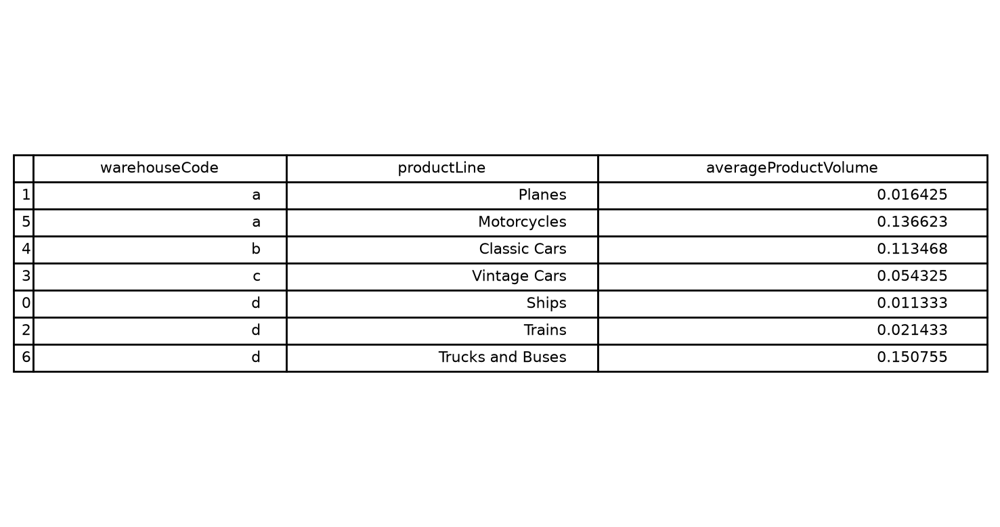 warehouseCode productLine averageProductVolume
1 a Planes 0.016425
5 a Motorcycles 0.136623
4 b Classic Cars 0.113468
3 c Vintage Cars 0.054325
0 d Ships 0.011333
2 d Trains 0.021433
6 d Trucks and Buses 0.150755